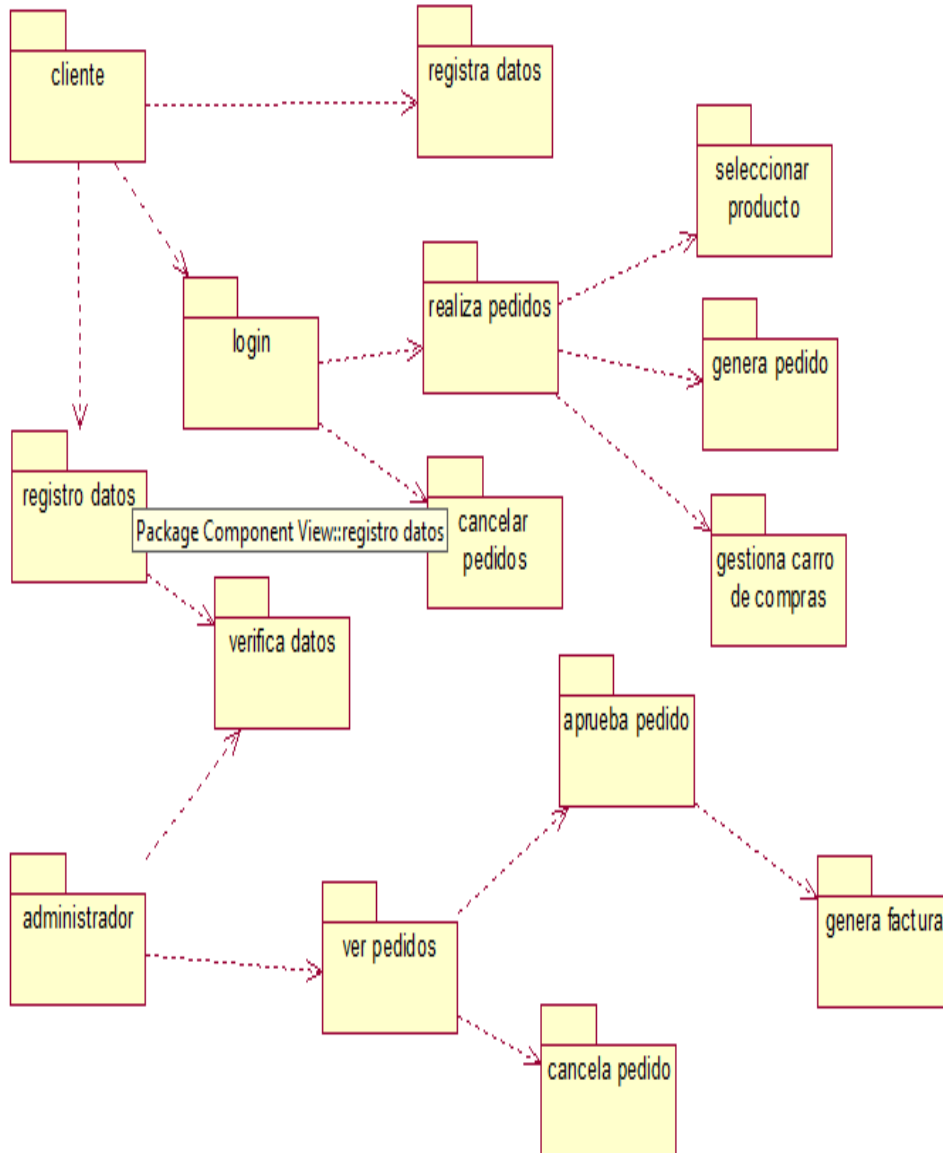 cliente
registra datos
seleccionar
producto
realiza pedidos
login
genera pedido
registro datos
Package Component View::registro datos
cancelar
pedidos
gestiona carro
de compras
verifica datos
aprueba pedido
administrador
ver pedidos
genera factura
cancela pedido